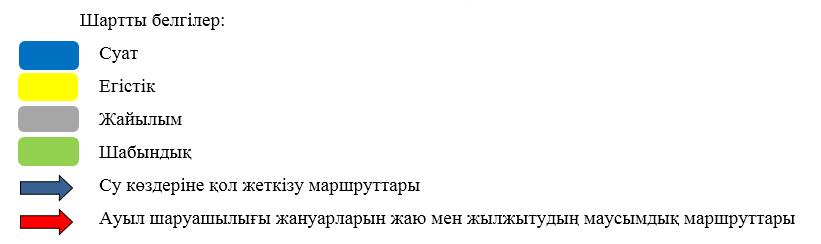 Шартты белгілер:
Суат
Егістік
Жайылым
Шабындық
Су көздеріне қол жеткізу маршруттары
Ауыл шаруашылығы жануарларын жаю мен жылжытудың маусымдық маршруттары